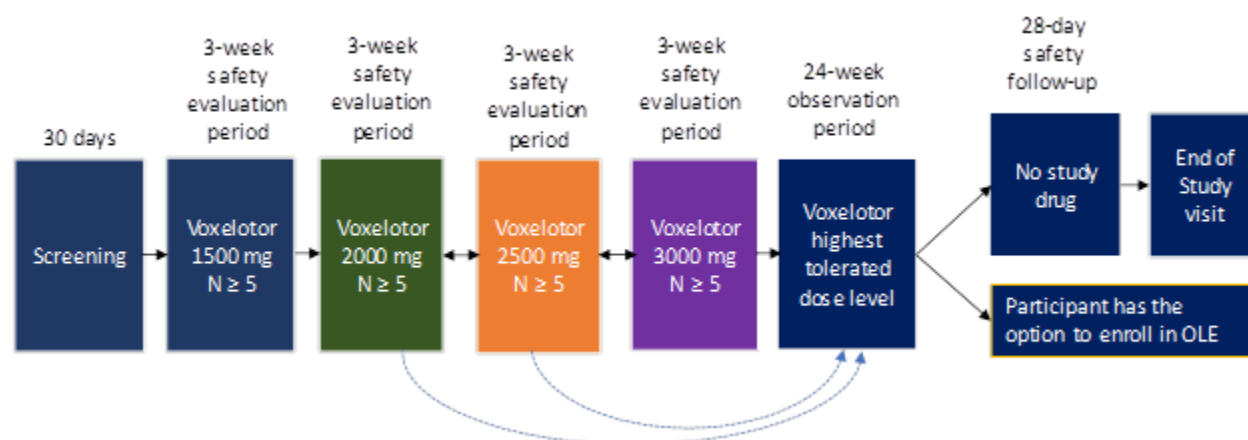 30 days
Screening
3-week
safety
evaluation
period
Voxelotor
1500 mg
N ≥ 5
3-week
safety
evaluation
period
Voxelotor
2000 mg
N ≥ 5
3-week
safety
evaluation
period
Voxelotor
2500 mg
N ≥ 5
3-week
safety
evaluation
period
Voxelotor
3000 mg
N ≥ 5
24-week
observation
period
Voxelotor
highest
tolerated
dose level
28-day
safety
follow-up
No study
drug
End of
Study
visit
Participant has the
option to enroll in OLE